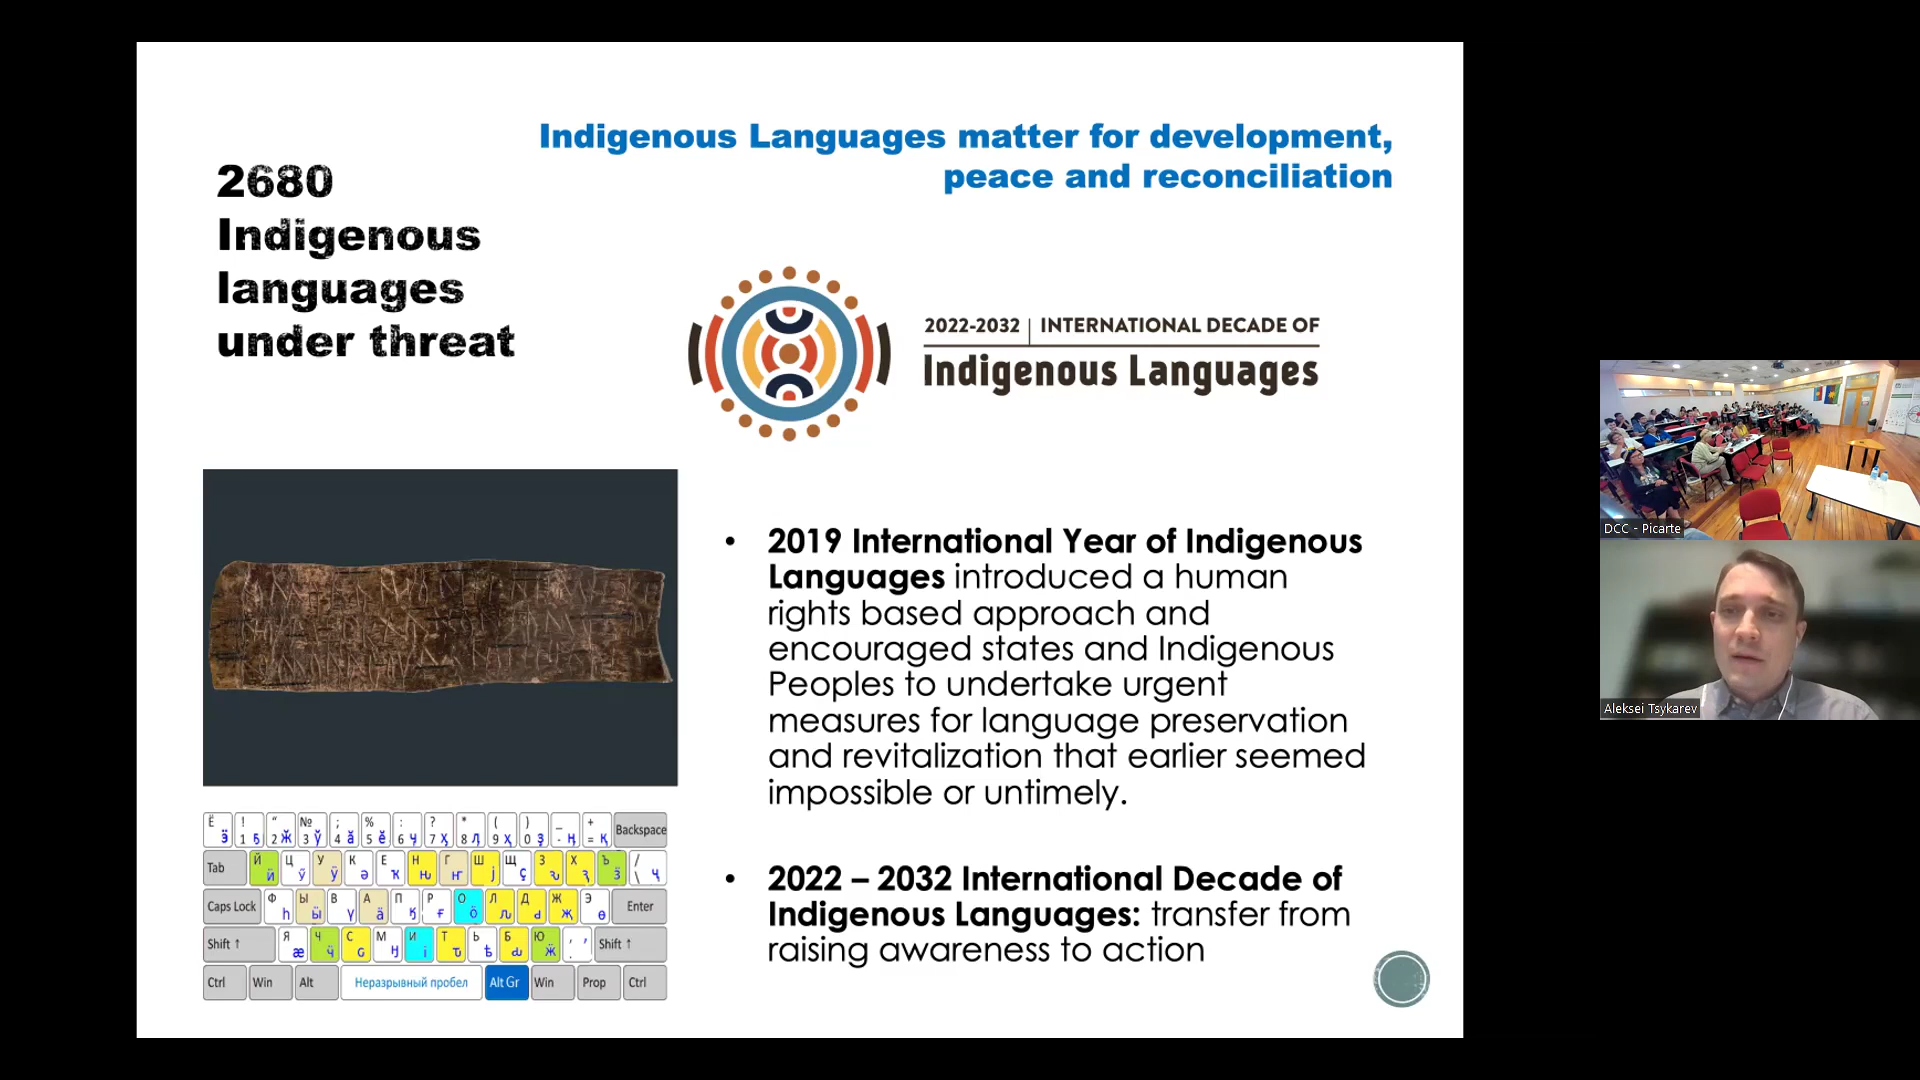 Indigenous Languages matter for development,
peace and reconciliation
2680
Indigenous
languages
under threat
2022-2032 | INTERNATIONAL DECADE OF
Indigenous Languages
• 2019 International Year of Indigenous
Languages introduced a human
rights based approach and
encouraged states and Indigenous
Peoples to undertake urgent
measures for language preservation
and revitalization that earlier seemed
impossible or untimely.
• 2022 – 2032 International Decade of
Indigenous Languages: transfer from
raising awareness to action
Backspace
Tab
Caps Lock
Enter
Shift ↑
Shift ↑
Ctrl Win Alt Неразрывный пробел Alt Gr Win Prop Ctrl
DCC - Picarte
Aleksei Tsykarev